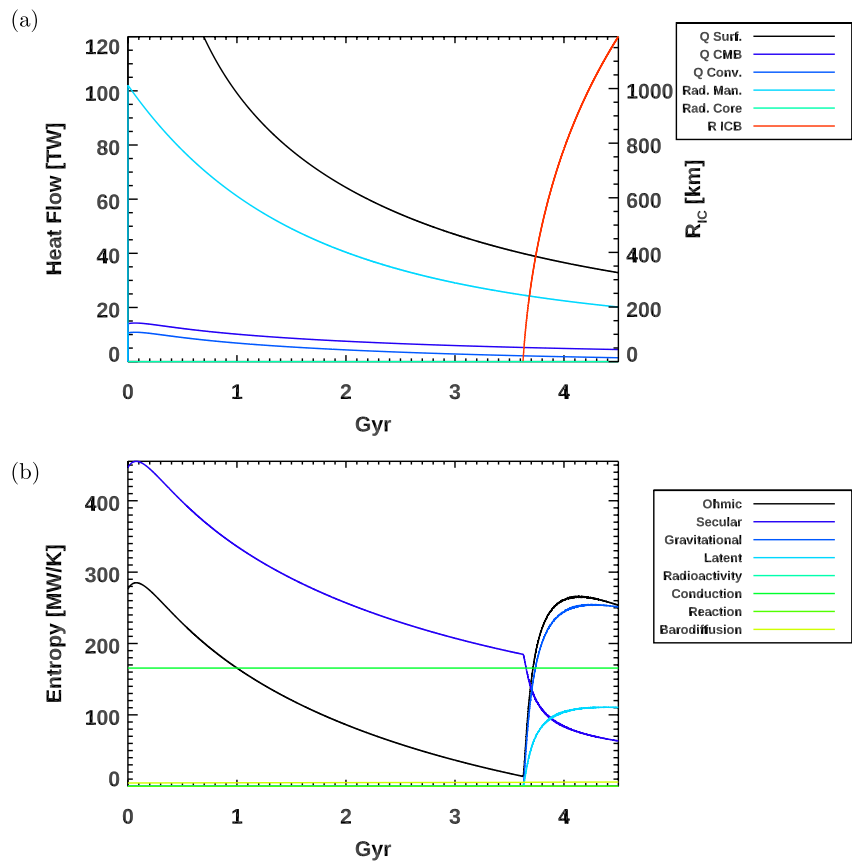 (a)
120
100
80
60
40
20
0
Heat Flow [TW]
0 1 2 3 4
Gyr
1000
800
600
400
200
0
R_IC [km]
Q Surf.
Q CMB
Q Conv.
Rad. Man.
Rad. Core
R ICB
(b)
400
300
200
100
0
Entropy [MW/K]
0 1 2 3 4
Gyr
Ohmic
Secular
Gravitational
Latent
Radioactivity
Conduction
Reaction
Barodiffusion